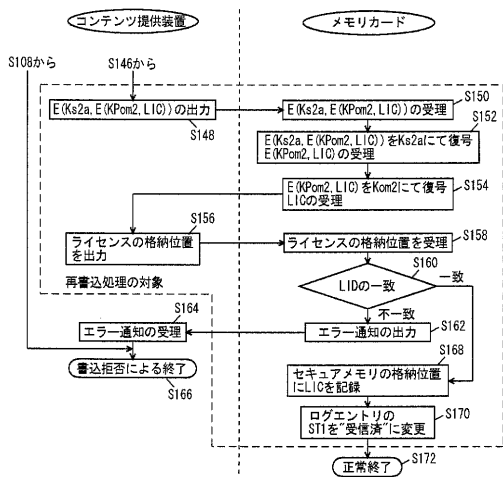 コンテンツ提供装置
メモリカード
S108から
S146から
E(Ks2a,E(KPom2,LIC))の出力
S148
E(Ks2a,E(KPom2,LIC))の受理
S150
S152
E(Ks2a,E(KPom2,LIC))をKs2aにて復号
E(KPom2,LIC)の受理
S154
E(KPom2,LIC)をKom2にて復号
LICの受理
S156
ライセンスの格納位置
を出力
S158
ライセンスの格納位置を受理
再書込処理の対象
S160
一致
LIDの一致
不一致
S164
エラー通知の受理
エラー通知の出力
S162
書込拒否による終了
S166
S168
セキュアメモリの格納位置
にLICを記録
ログエントリの
ST1を"受信済"に変更
S170
正常終了
S172